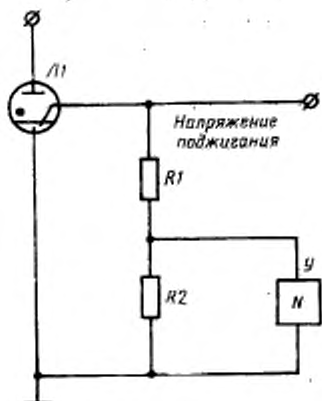 Л1
Напряжение
поджигания
R1
R2
У
N